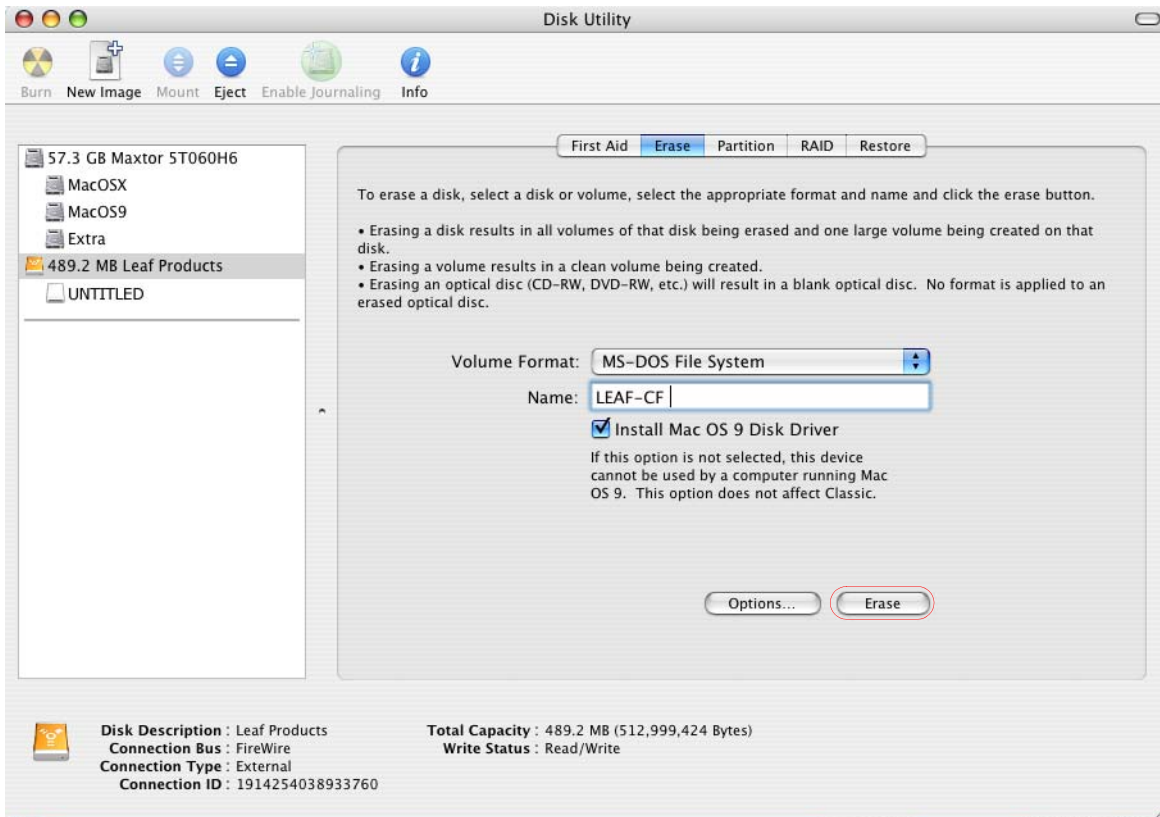 Disk Utility
Burn New Image Mount Eject Enable Journaling Info
57.3 GB Maxtor 5T060H6
MacOSX
MacOS9
Extra
489.2 MB Leaf Products
UNTITLED
First Aid Erase Partition RAID Restore
To erase a disk, select a disk or volume, select the appropriate format and name and click the erase button.
• Erasing a disk results in all volumes of that disk being erased and one large volume being created on that
disk.
• Erasing a volume results in a clean volume being created.
• Erasing an optical disc (CD-RW, DVD-RW, etc.) will result in a blank optical disc. No format is applied to an
erased optical disc.
Volume Format: MS-DOS File System
Name: LEAF-CF
Install Mac OS 9 Disk Driver
If this option is not selected, this device
cannot be used by a computer running Mac
OS 9. This option does not affect Classic.
Options... Erase
Disk Description : Leaf Products
Connection Bus : FireWire
Connection Type : External
Connection ID : 1914254038933760
Total Capacity : 489.2 MB (512,999,424 Bytes)
Write Status : Read/Write